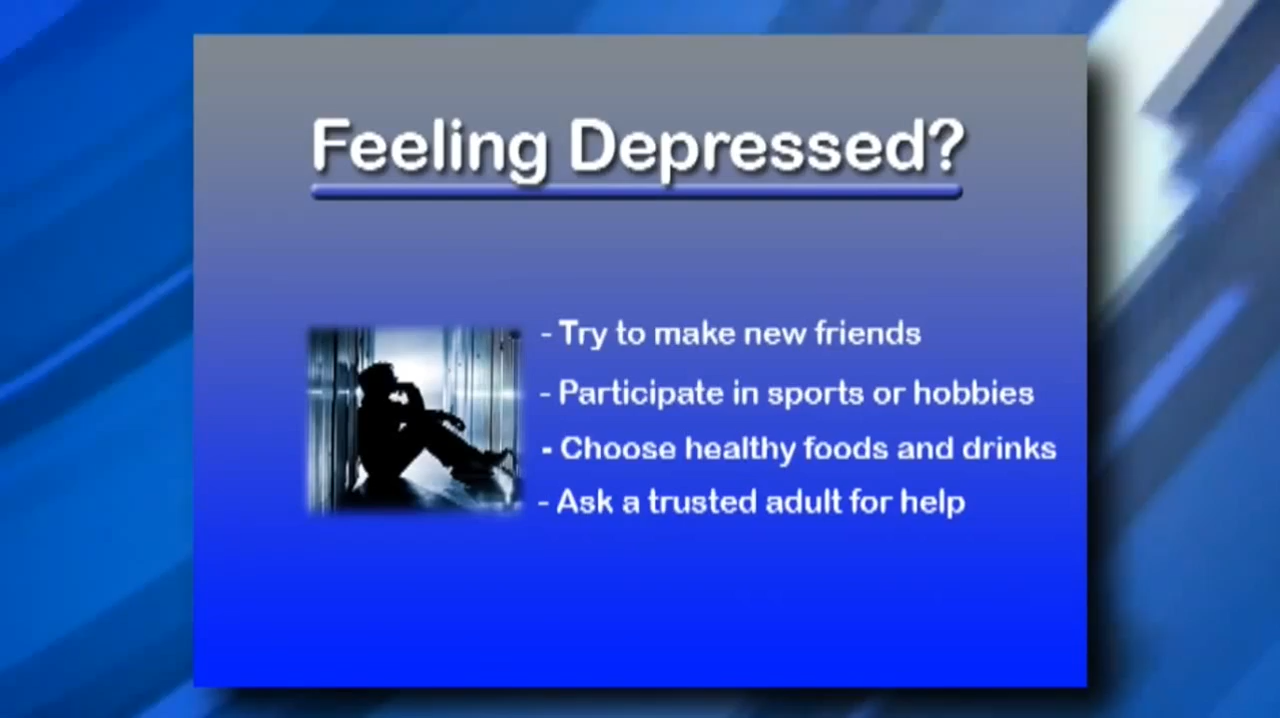 Feeling Depressed?
- Try to make new friends
- Participate in sports or hobbies
- Choose healthy foods and drinks
- Ask a trusted adult for help